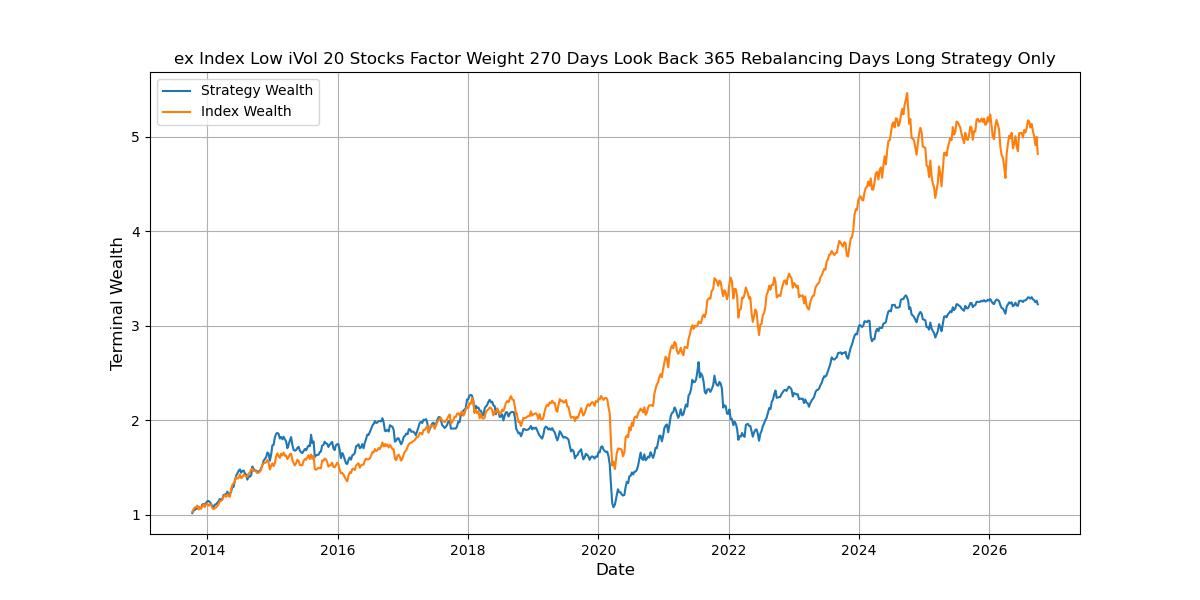 ex Index Low iVol 20 Stocks Factor Weight 270 Days Look Back 365 Rebalancing Days Long Strategy Only
Strategy Wealth
Index Wealth
Terminal Wealth
5
4
3
2
1
2014 2016 2018 2020 2022 2024 2026
Date